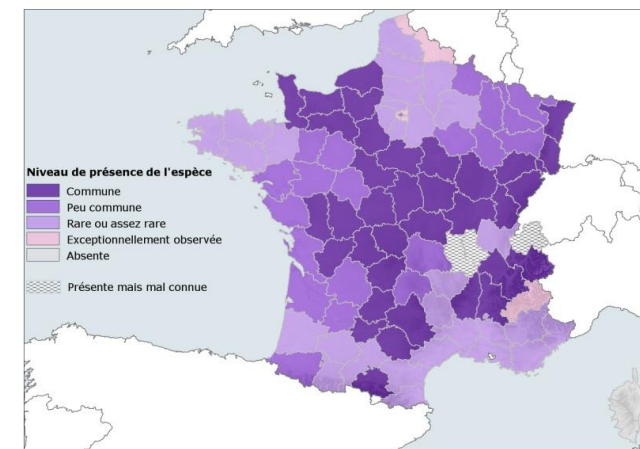 Niveau de présence de l'espèce
Commune
Peu commune
Rare ou assez rare
Exceptionnellement observée
Absente
Présente mais mal connue